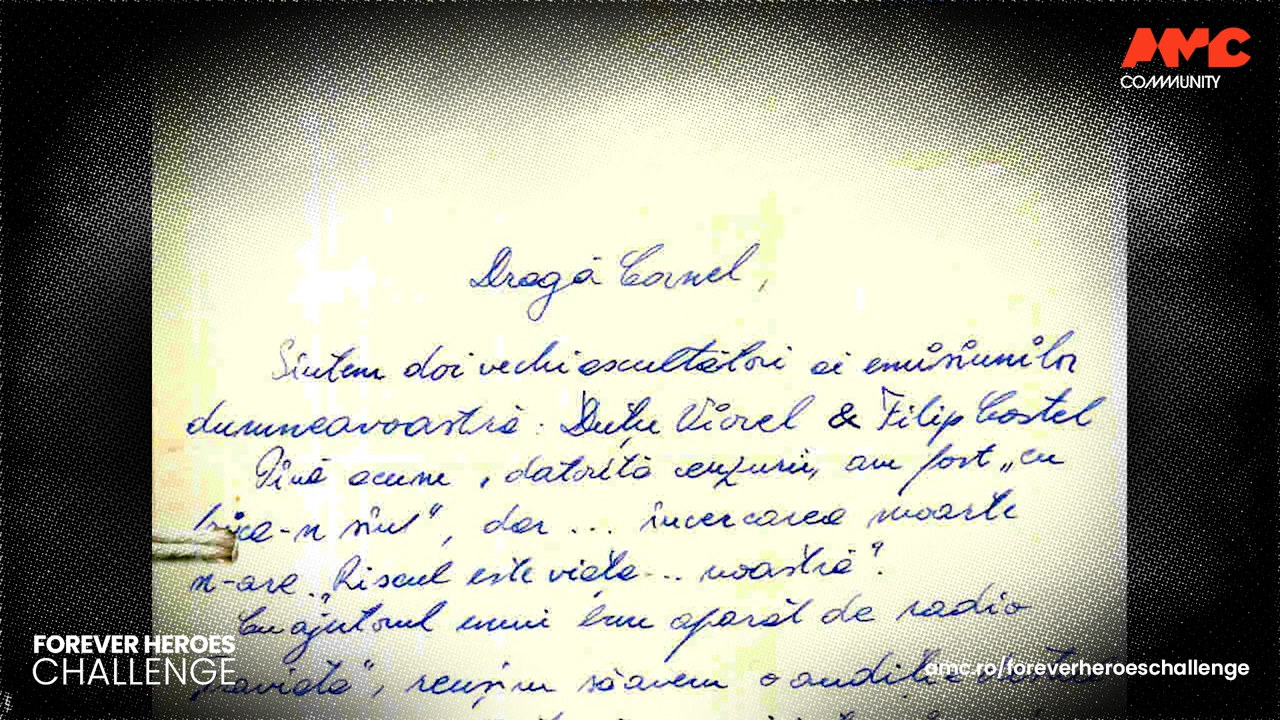 AMC
COMMUNITY
Dragă Cornel,
Sîntem doi vechi ascultători ai emisiunilor
dumneavoastră: Duțu Viorel & Filip Costel
Pînă acum, datorită cenzurii, am fost „cu
frica-n sîn", dar ... încercarea moarte
n-are. „Riscul este viața... noastră".
Cu ajutorul unui bun aparat de radio
"Traviata", reușim să avem o audiție
FOREVER HEROES
CHALLENGE
amc.ro/foreverheroeschallenge